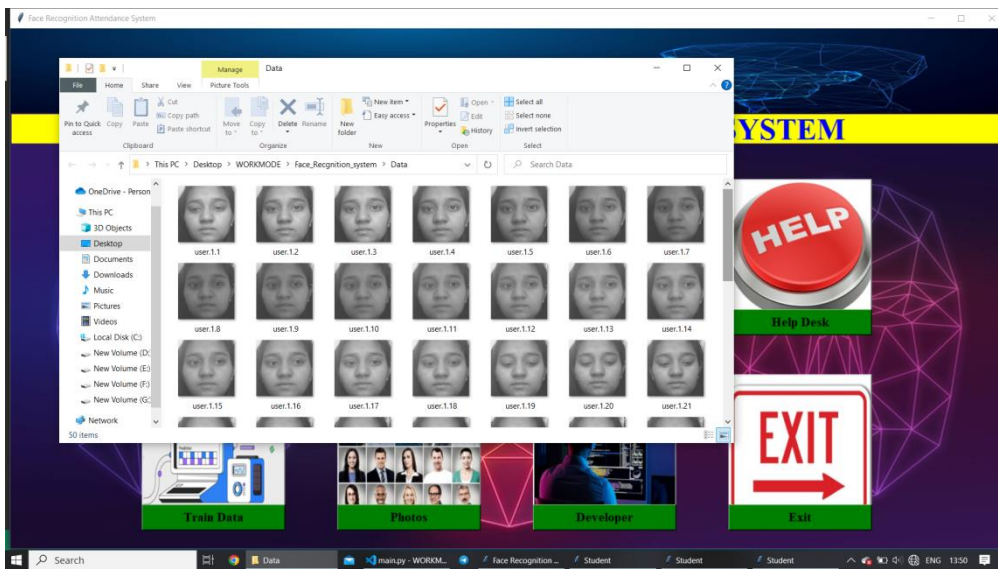 Face Recognition Attendance System
Manage
Data
File
Home
Share
View
Picture Tools
Pin to Quick access
Copy
Paste
Cut
Copy path
Paste shortcut
Clipboard
Move to
Copy to
Delete
Rename
Organize
New folder
New item
Easy access
New
Properties
Open
Edit
History
Open
Select all
Select none
Invert selection
Select
YSTEM
This PC > Desktop > WORKMODE > Face_Recgnition_system > Data
Search Data
OneDrive - Person
This PC
3D Objects
Desktop
Documents
Downloads
Music
Pictures
Videos
Local Disk (C:)
New Volume (D:
New Volume (E:)
New Volume (F:)
New Volume (G:
Network
user.1.1 user.1.2 user.1.3 user.1.4 user.1.5 user.1.6 user.1.7
user.1.8 user.1.9 user.1.10 user.1.11 user.1.12 user.1.13 user.1.14
user.1.15 user.1.16 user.1.17 user.1.18 user.1.19 user.1.20 user.1.21
50 items
HELP
Help Desk
EXIT
Train Data
Photos
Developer
Exit
Search
Data
main.py - WORKM...
Face Recognition ...
Student
Student
Student
ENG
13:50